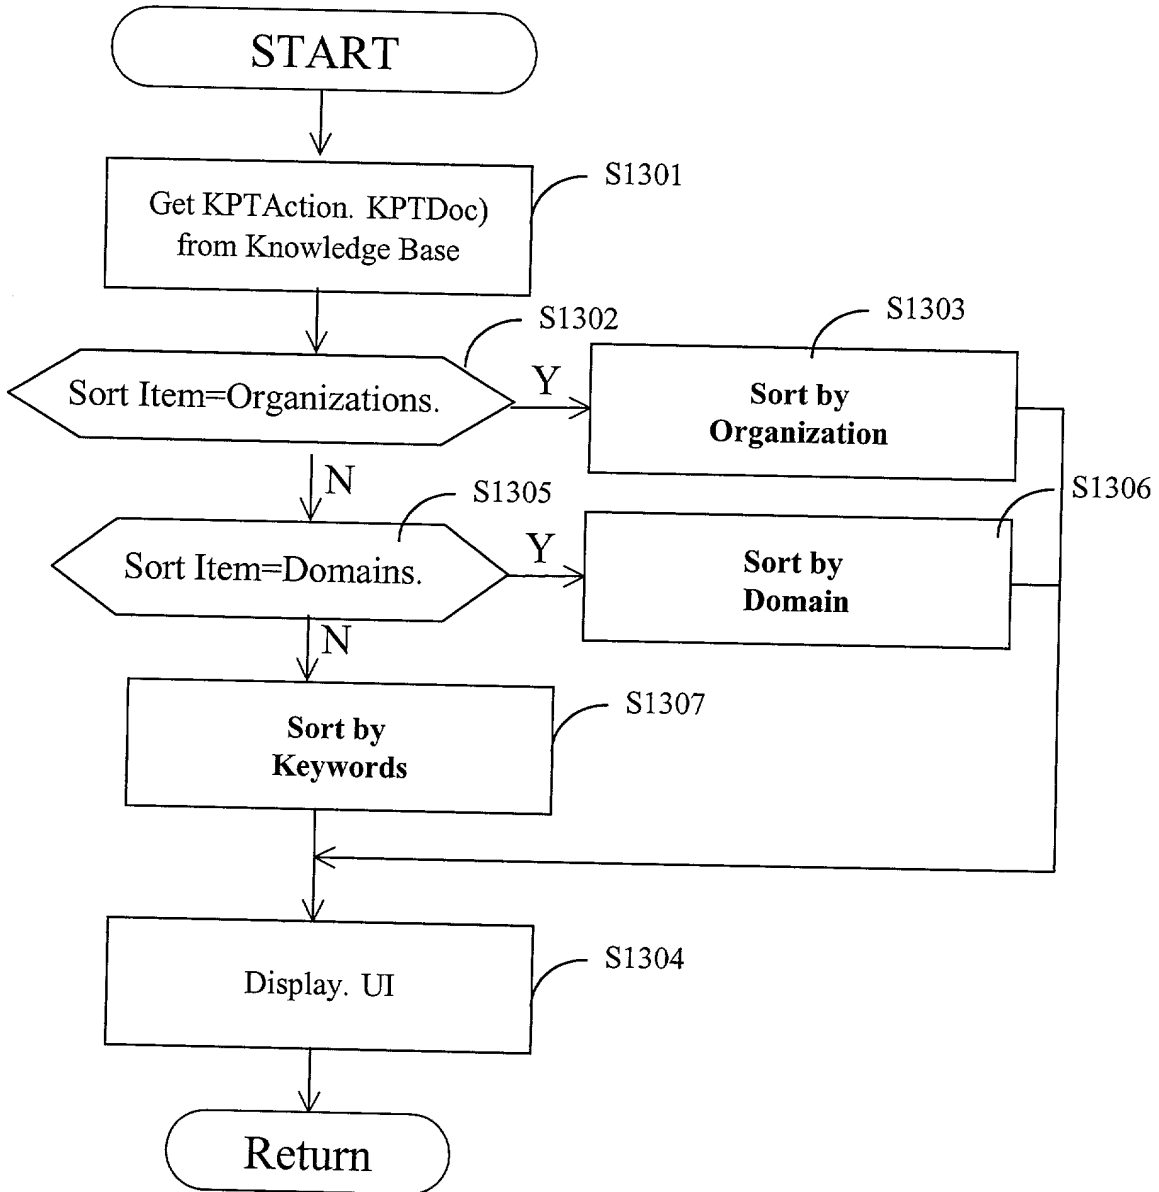 START
S1301
Get KPTAction. KPTDoc)
from Knowledge Base
S1302
S1303
Sort Item=Organizations.
Y
Sort by
Organization
N
S1305
S1306
Sort Item=Domains.
Y
Sort by
Domain
N
S1307
Sort by
Keywords
S1304
Display. UI
Return